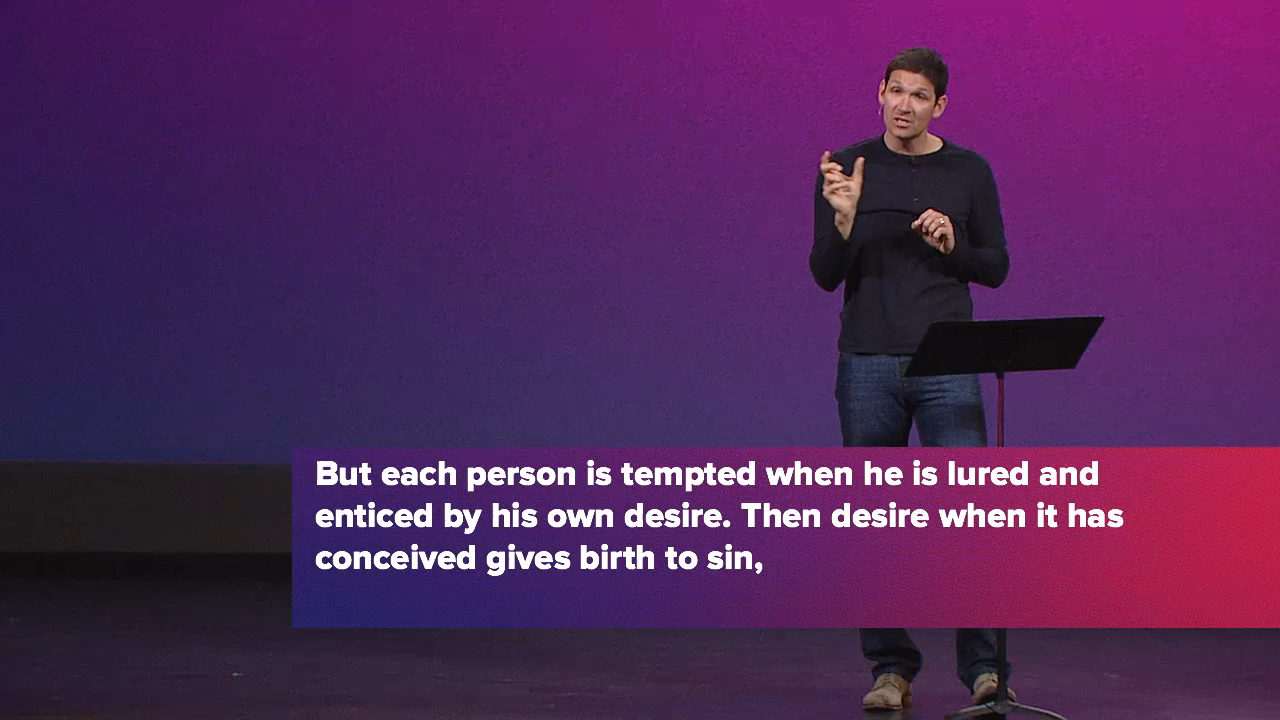 But each person is tempted when he is lured and
enticed by his own desire. Then desire when it has
conceived gives birth to sin,